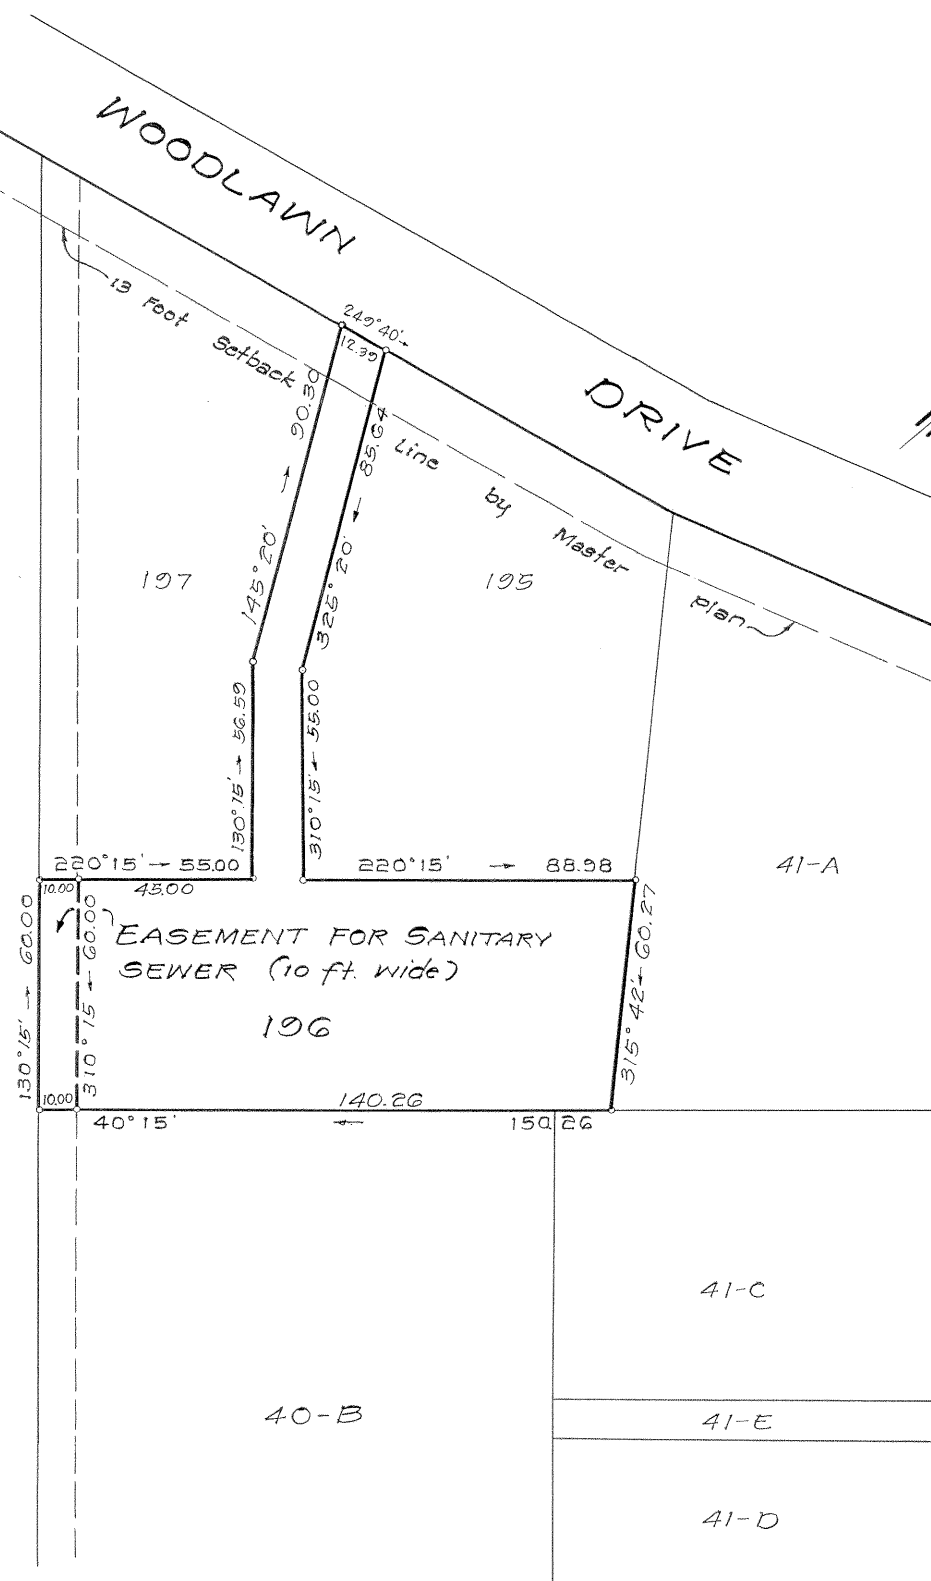 WOODLAWN
DRIVE
13 Foot Setback Line by Master plan
249°40'
12.39
90.30
145°20'
85.64
325° 20'
197
195
130°15' 56.59
310°15' 55.00
220°15' 55.00
220°15' 88.98
41-A
10.00
45.00
130°15' 60.00
310°15 60.00
EASEMENT FOR SANITARY
SEWER (10 ft. wide)
196
315° 42' 60.27
10.00
140.26
40°15' 150.26
41-C
40-B
41-E
41-D